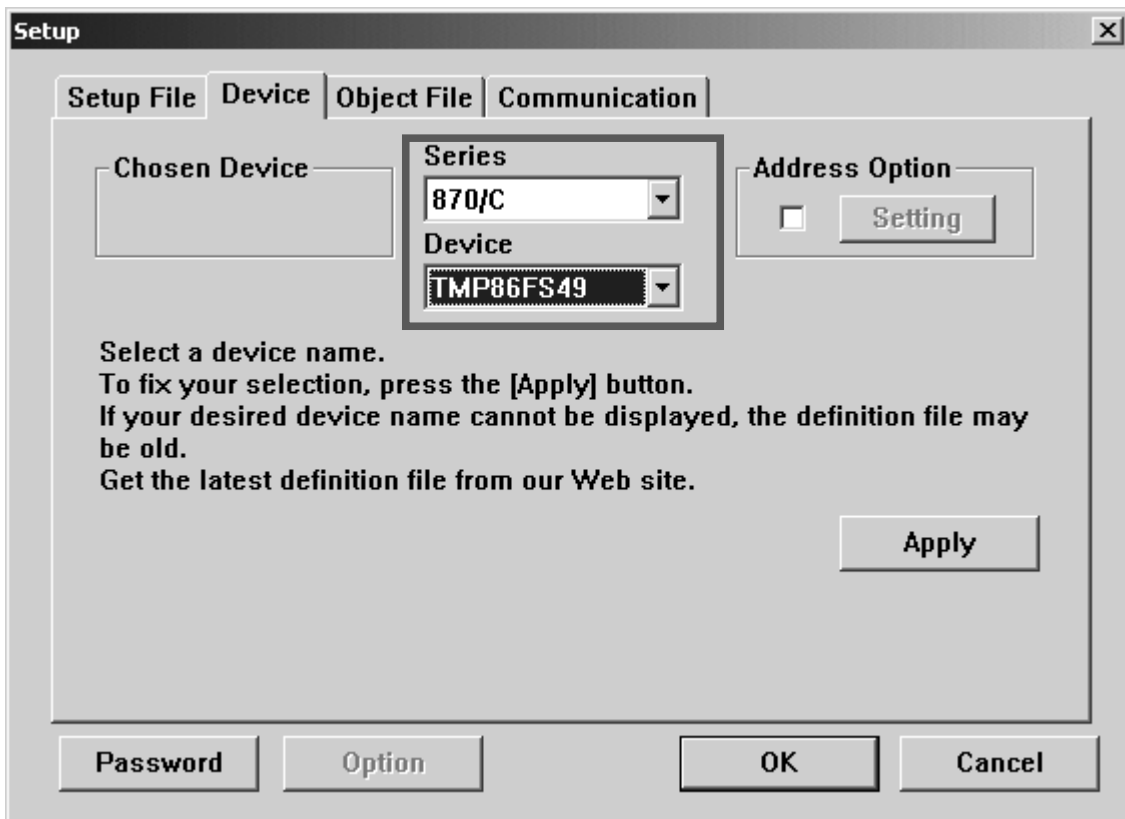 Setup
Setup File Device Object File Communication
Chosen Device
Series
870/C
Device
TMP86FS49
Address Option
Setting
Select a device name.
To fix your selection, press the [Apply] button.
If your desired device name cannot be displayed, the definition file may
be old.
Get the latest definition file from our Web site.
Apply
Password Option OK Cancel